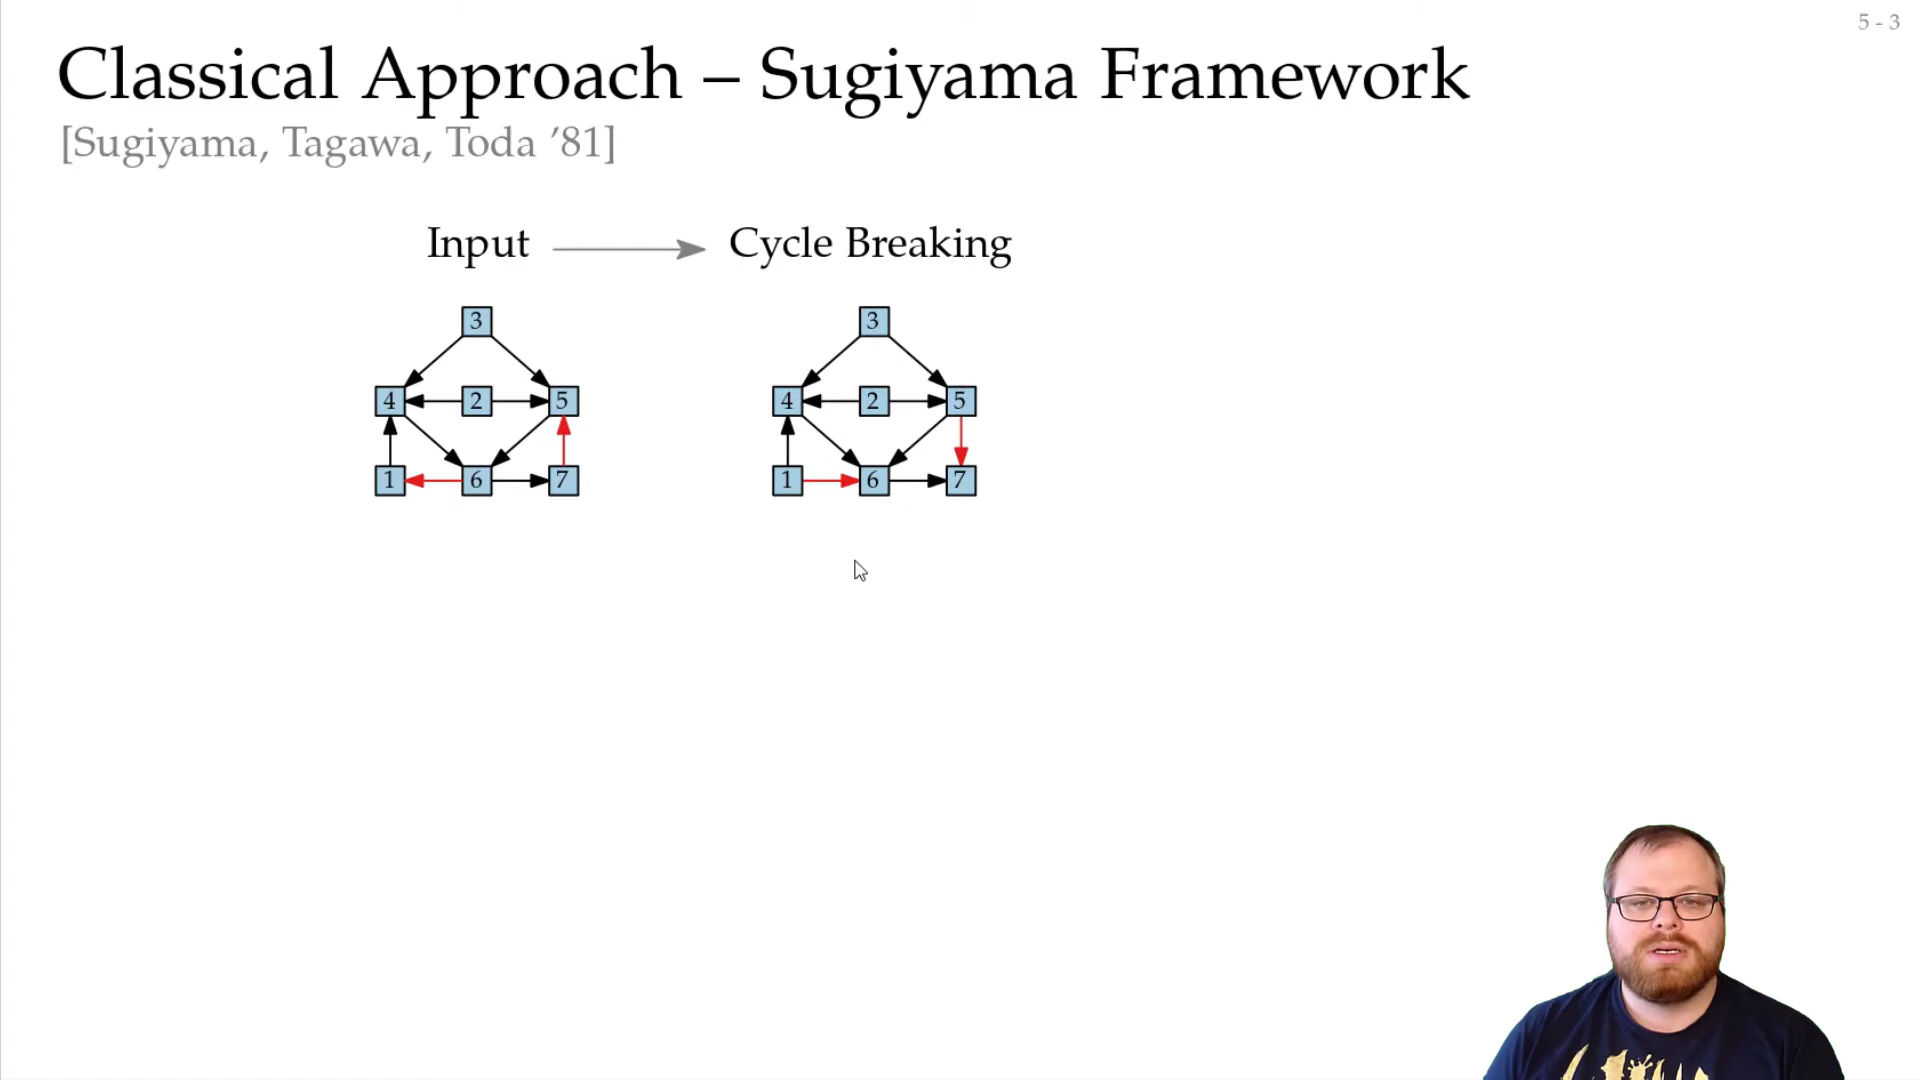 5 - 3
Classical Approach – Sugiyama Framework
[Sugiyama, Tagawa, Toda ’81]
Input Cycle Breaking
3 3
4 2 5 4 2 5
1 6 7 1 6 7